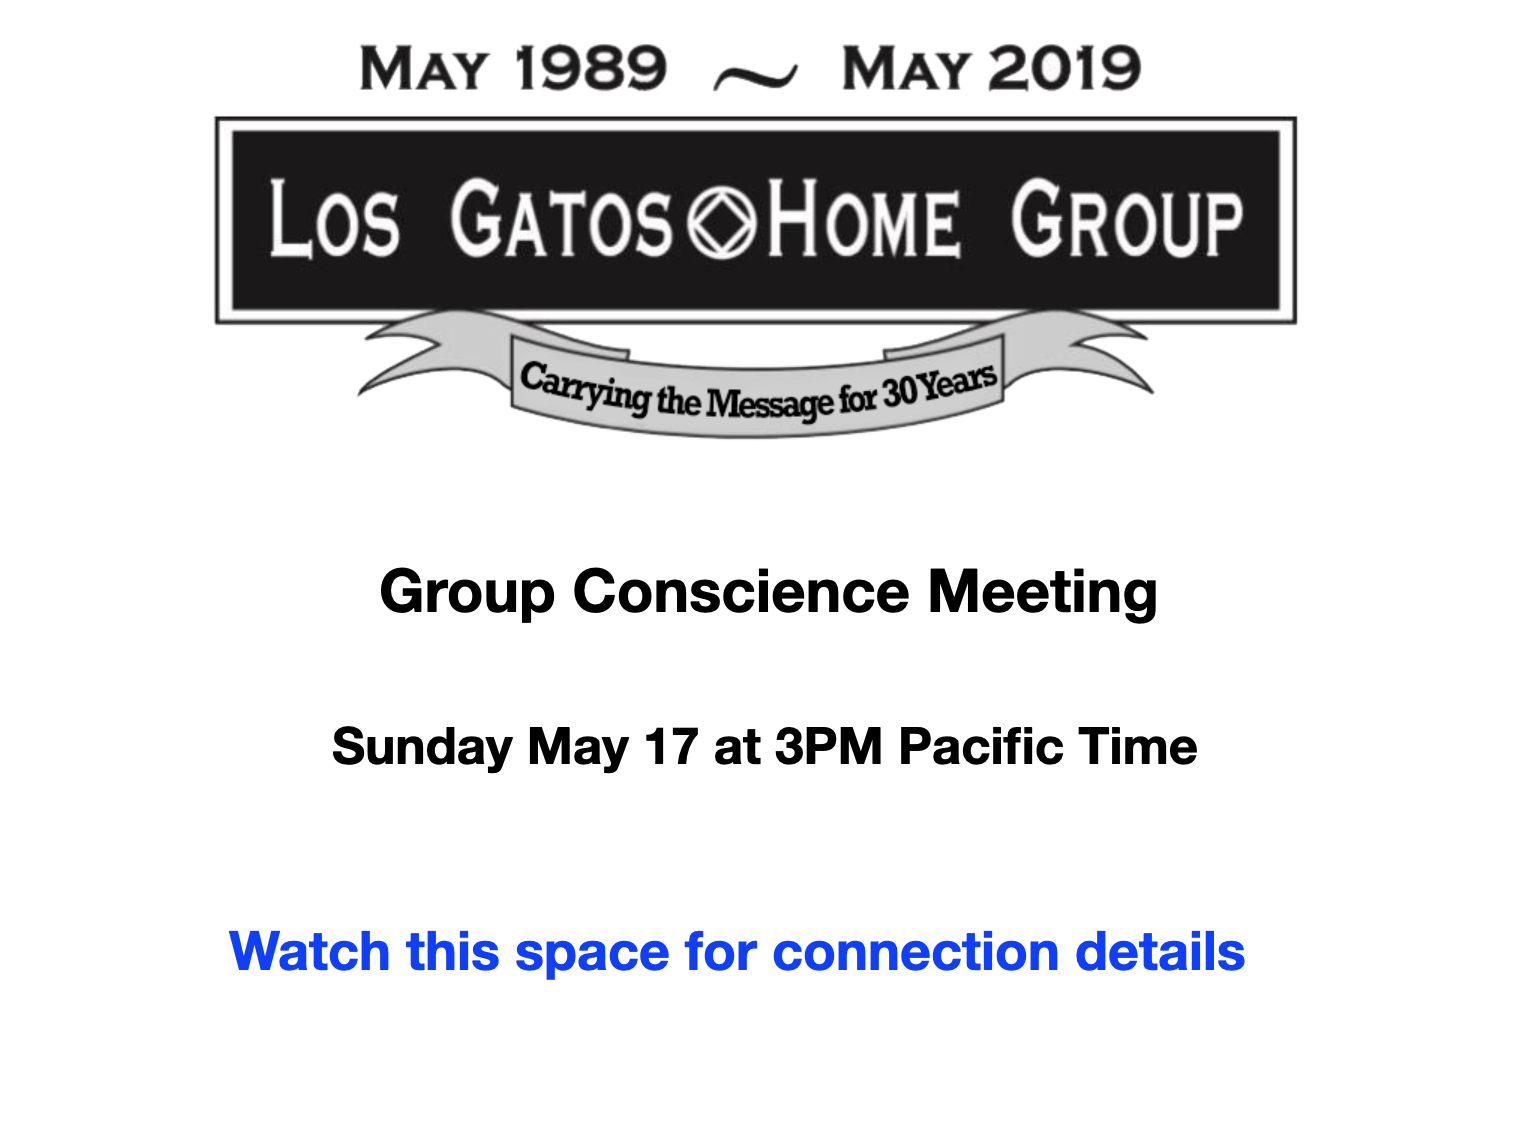 May 1989 ~ May 2019
Los Gatos Home Group
Carrying the Message for 30 Years
Group Conscience Meeting
Sunday May 17 at 3PM Pacific Time
Watch this space for connection details